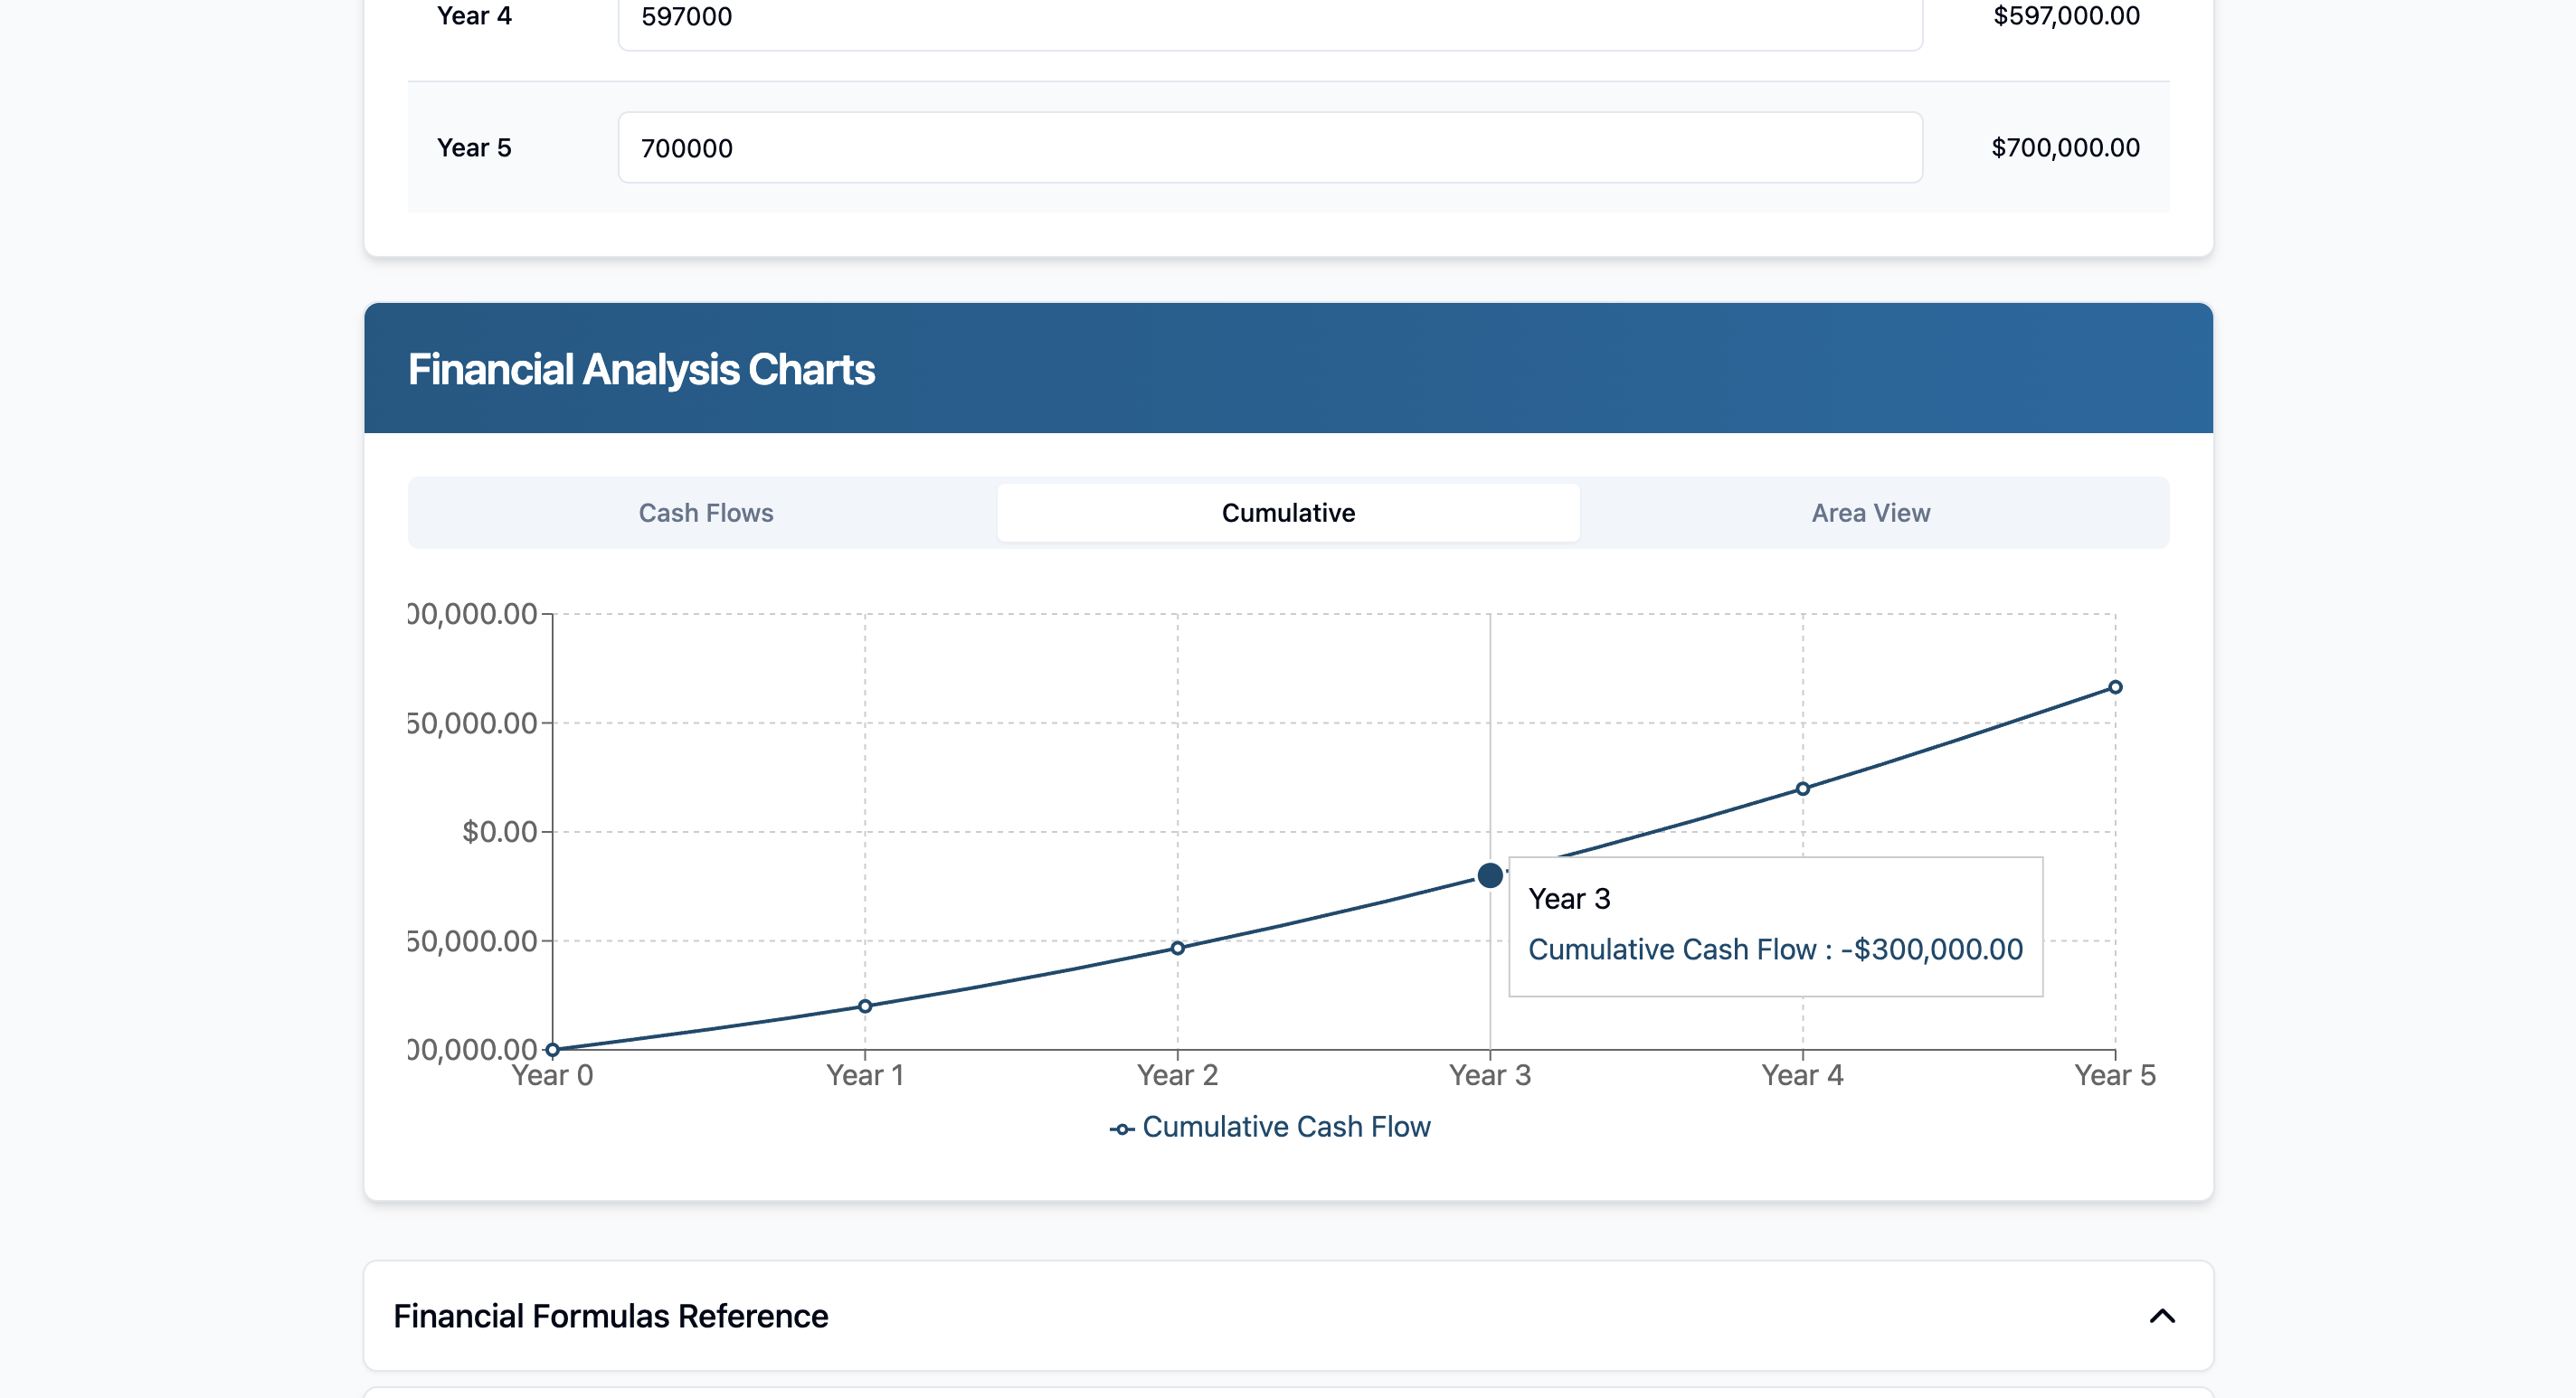 Year 4 597000 $597,000.00
Year 5 700000 $700,000.00
Financial Analysis Charts
Cash Flows Cumulative Area View
00,000.00
50,000.00
$0.00
50,000.00
00,000.00
Year 3
Cumulative Cash Flow : -$300,000.00
Year 0 Year 1 Year 2 Year 3 Year 4 Year 5
Cumulative Cash Flow
Financial Formulas Reference